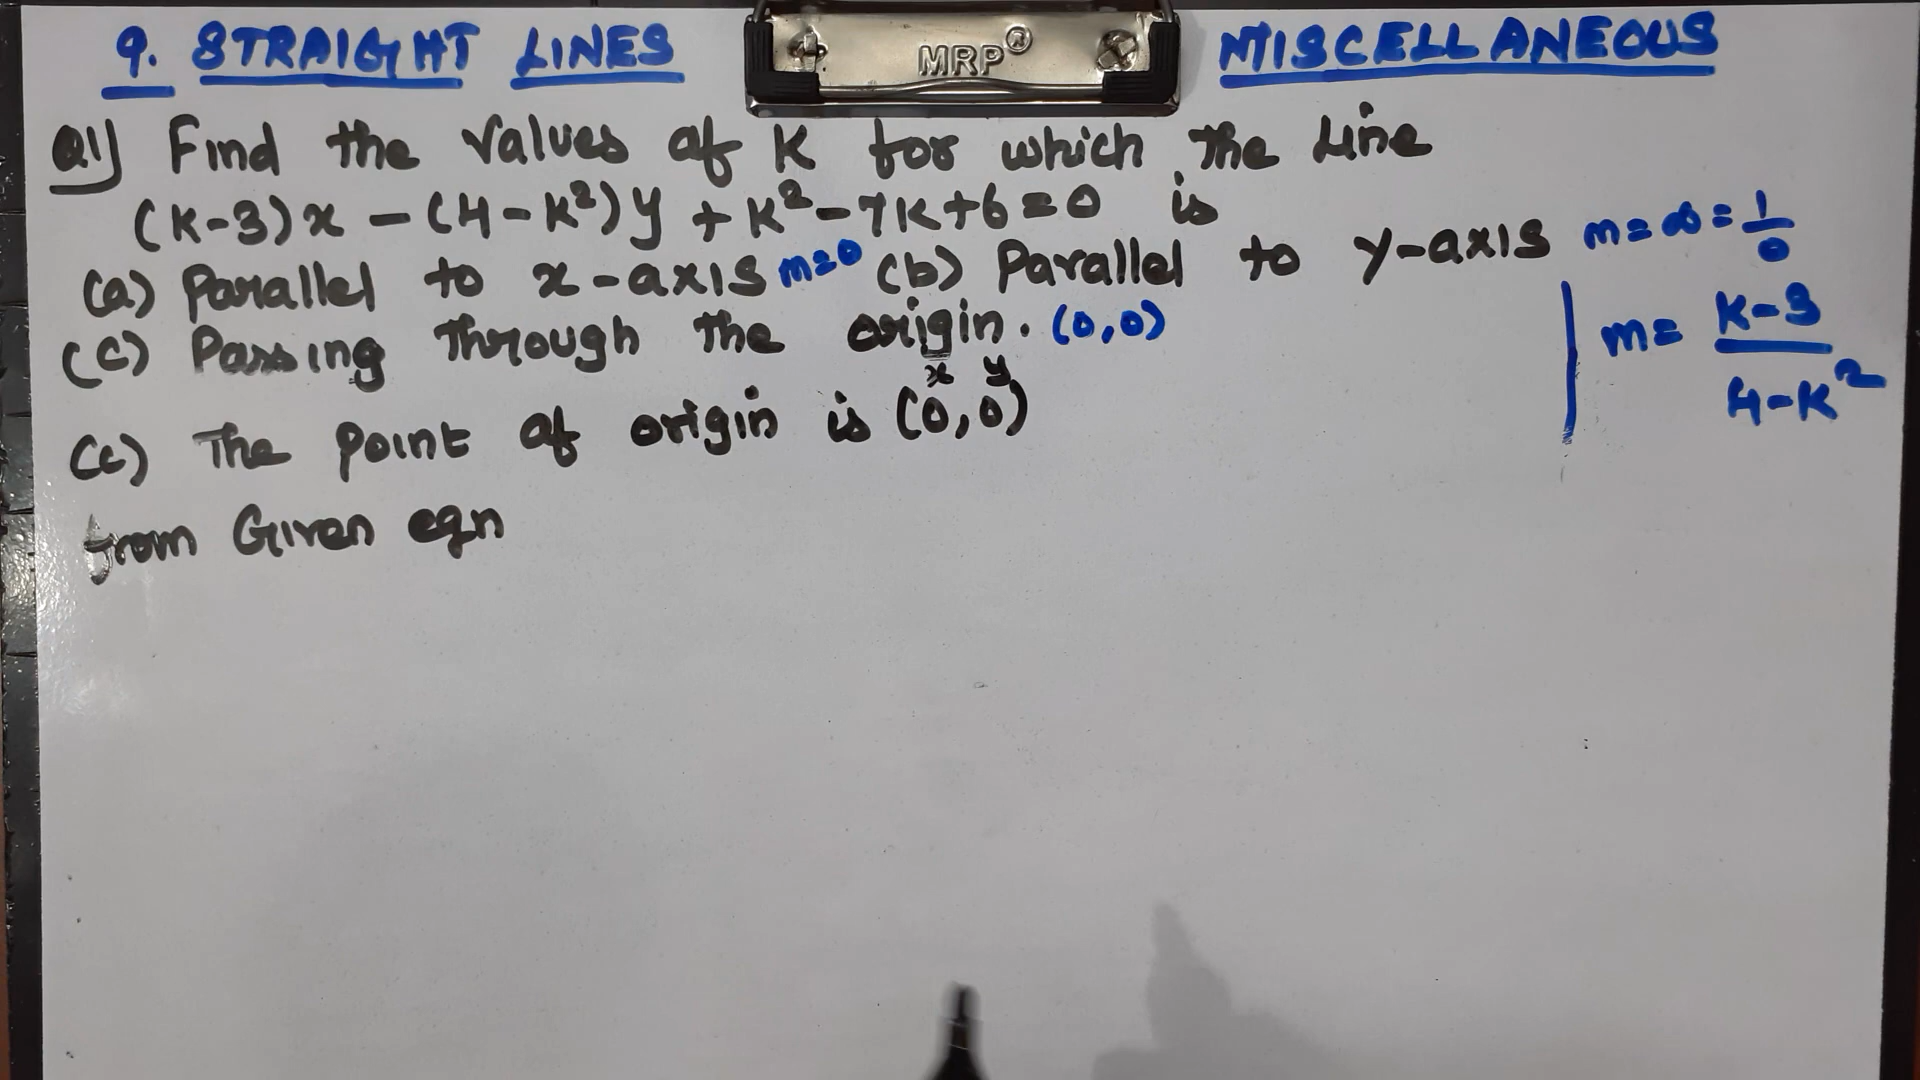 9. STRAIGHT LINES
MRP®
MISCELLANEOUS
Q1) Find the values of K for which the line
(K-3)x - (4-K²)y + K²-7K+6=0 is
(a) Parallel to x-axis m=0 (b) Parallel to y-axis m=∞=1/0
(c) Passing through the origin. (0,0)
m= K-3/4-K²
x y
(c) The point of origin is (0,0)
from Given eqn